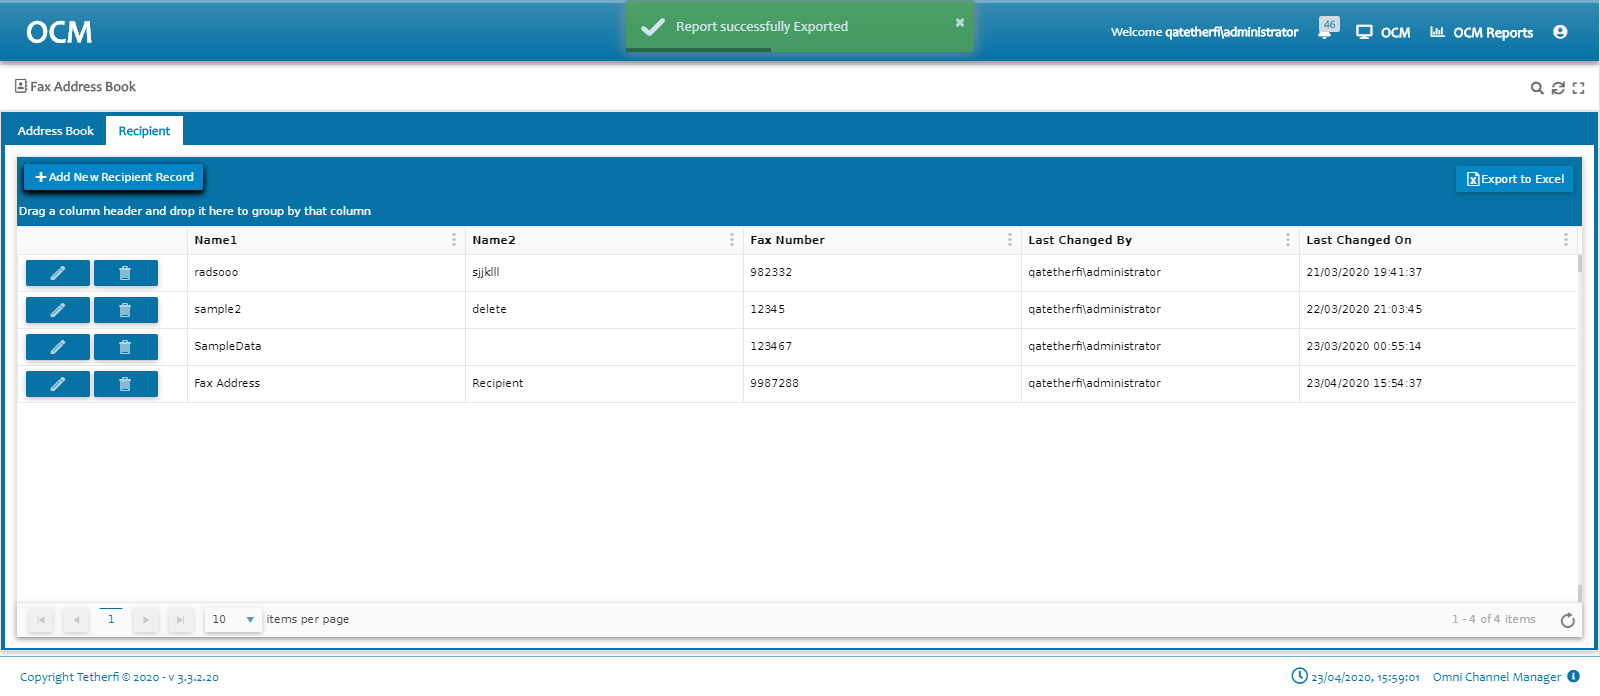 OCM
Report successfully Exported
Welcome qatetherfi\administrator
46
OCM
OCM Reports
Fax Address Book
Address Book
Recipient
Add New Recipient Record
Export to Excel
Drag a column header and drop it here to group by that column
Name1 Name2 Fax Number Last Changed By Last Changed On
radsooo sjjklll 982332 qatetherfi\administrator 21/03/2020 19:41:37
sample2 delete 12345 qatetherfi\administrator 22/03/2020 21:03:45
SampleData 123467 qatetherfi\administrator 23/03/2020 00:55:14
Fax Address Recipient 9987288 qatetherfi\administrator 23/04/2020 15:54:37
1 10 items per page 1 - 4 of 4 items
Copyright Tetherfi © 2020 - v 3.3.2.20 23/04/2020, 15:59:01 Omni Channel Manager